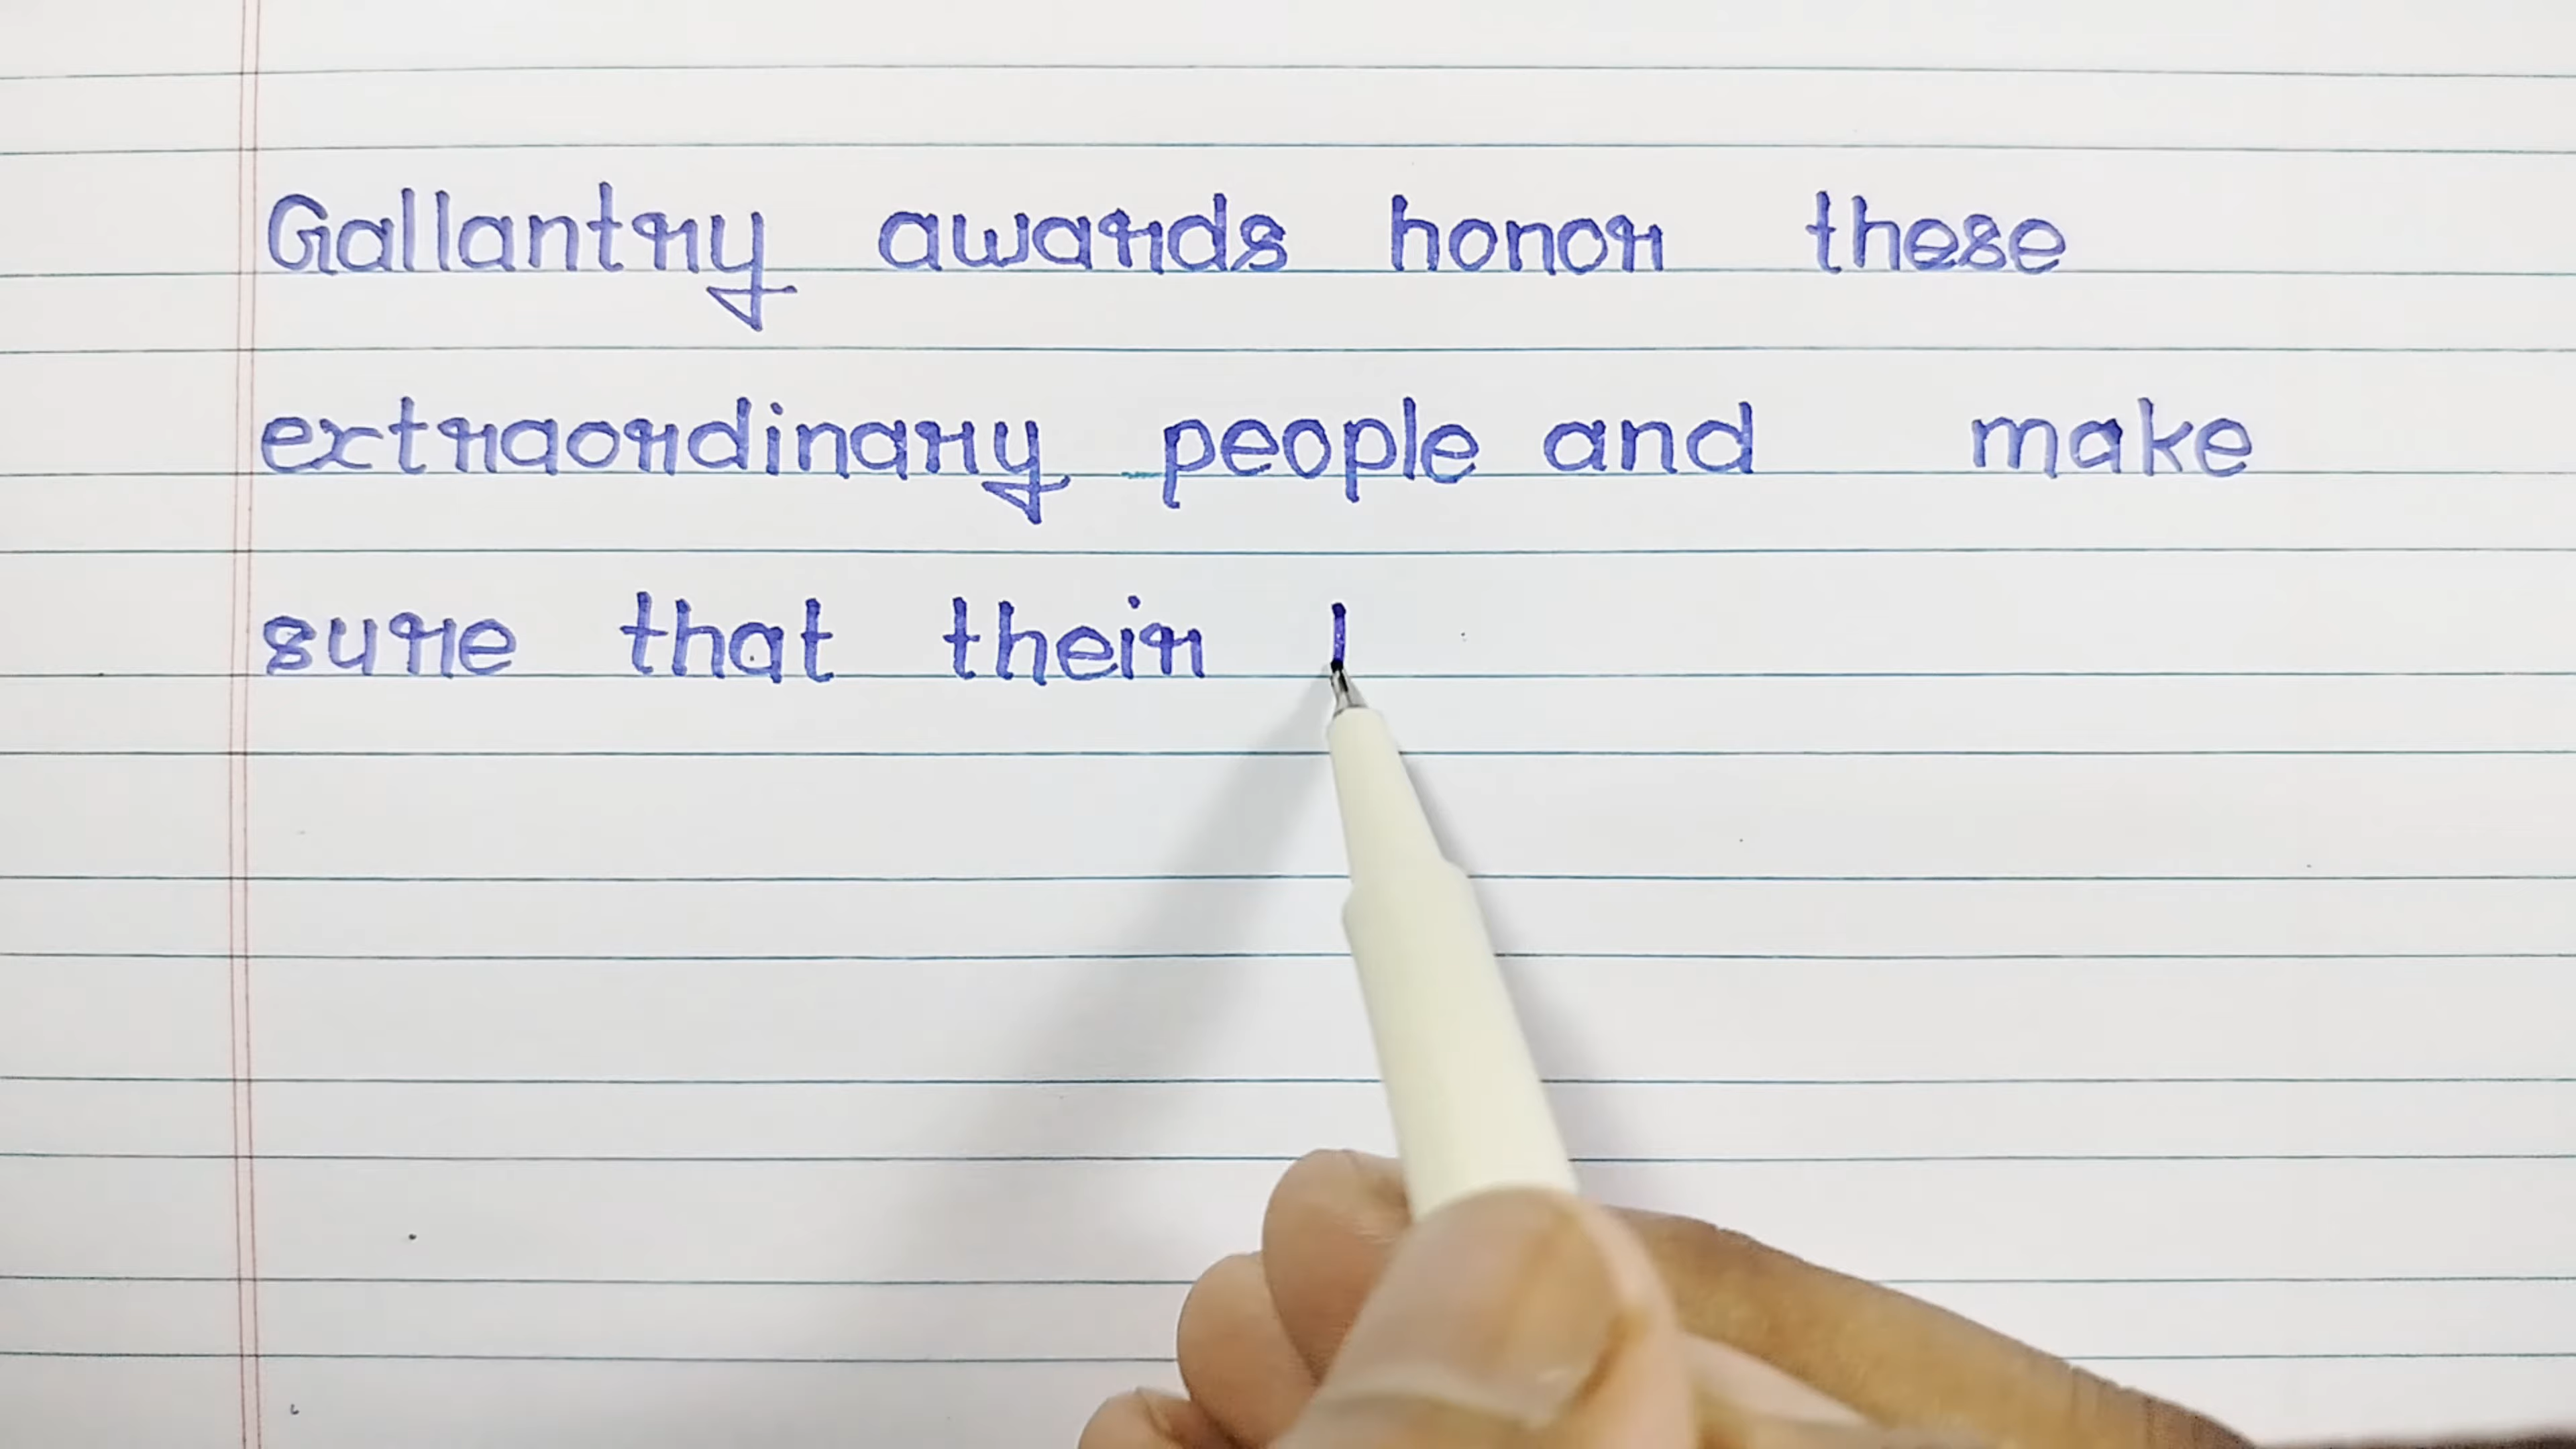 Gallantry awards honor these
extraordinary people and make
sure that their